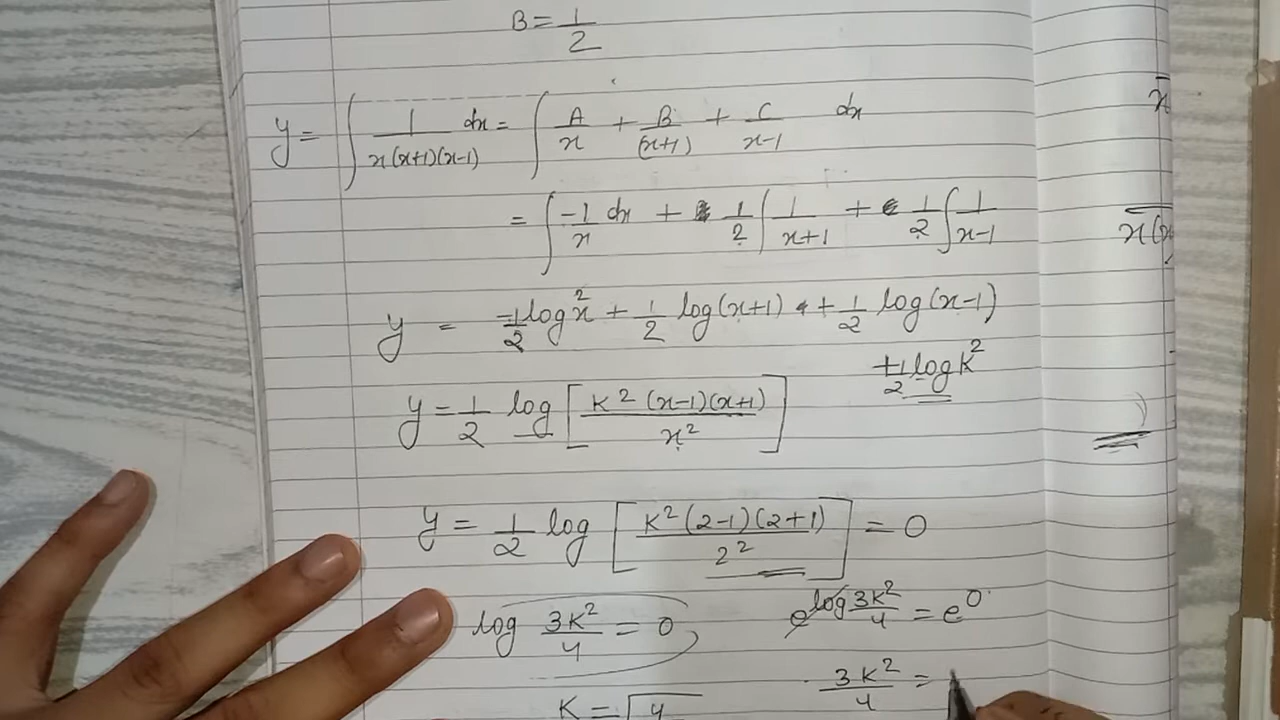 B = 1/2
y = ∫ 1/x(x+1)(x-1) dx = ∫ A/x + B/(x+1) + C/x-1 dx
= ∫ -1/x dx + 1/2 ∫ 1/x+1 + 1/2 ∫ 1/x-1
y = -1/2 log x² + 1/2 log(x+1) + 1/2 log(x-1)
+1/2 log K²
y = 1/2 log [K² (x-1)(x+1) / x²]
y = 1/2 log [K² (2-1)(2+1) / 2²] = 0
log 3K²/4 = 0 e^log 3K²/4 = e^0
3K²/4 =
K = √4